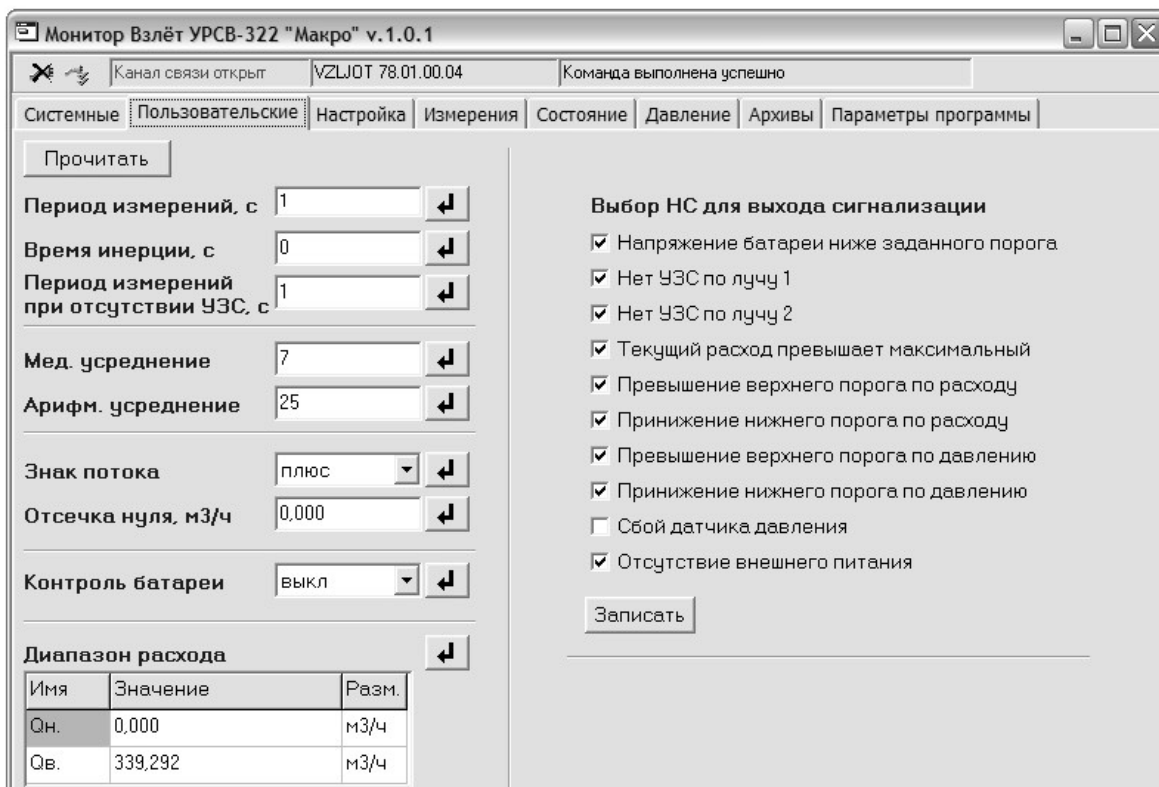 Монитор Взлёт УРСВ-322 "Макро" v.1.0.1
Канал связи открыт VZLJOT 78.01.00.04 Команда выполнена успешно
Системные Пользовательские Настройка Измерения Состояние Давление Архивы Параметры программы
Прочитать
Период измерений, с 1
Время инерции, с 0
Период измерений
при отсутствии УЗС, с 1
Мед. усреднение 7
Арифм. усреднение 25
Знак потока плюс
Отсечка нуля, м3/ч 0,000
Контроль батареи выкл
Диапазон расхода
Имя Значение Разм.
Qн. 0,000 м3/ч
Qв. 339,292 м3/ч
Выбор НС для выхода сигнализации
Напряжение батареи ниже заданного порога
Нет УЗС по лучу 1
Нет УЗС по лучу 2
Текущий расход превышает максимальный
Превышение верхнего порога по расходу
Принижение нижнего порога по расходу
Превышение верхнего порога по давлению
Принижение нижнего порога по давлению
Сбой датчика давления
Отсутствие внешнего питания
Записать